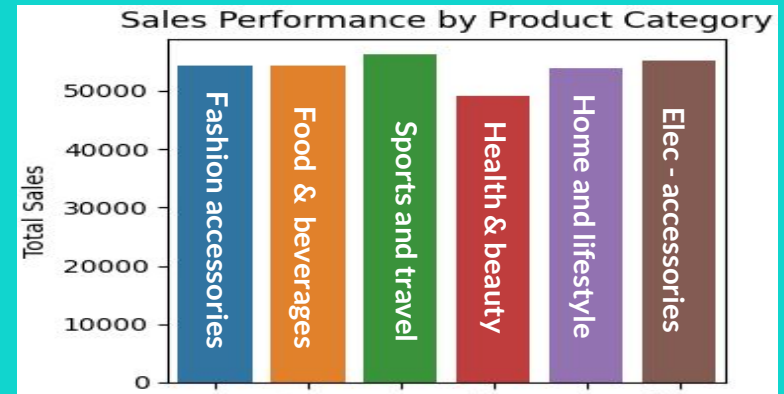 Sales Performance by Product Category
Total Sales
50000
40000
30000
20000
10000
0
Fashion accessories
Food & beverages
Sports and travel
Health & beauty
Home and lifestyle
Elec - accessories